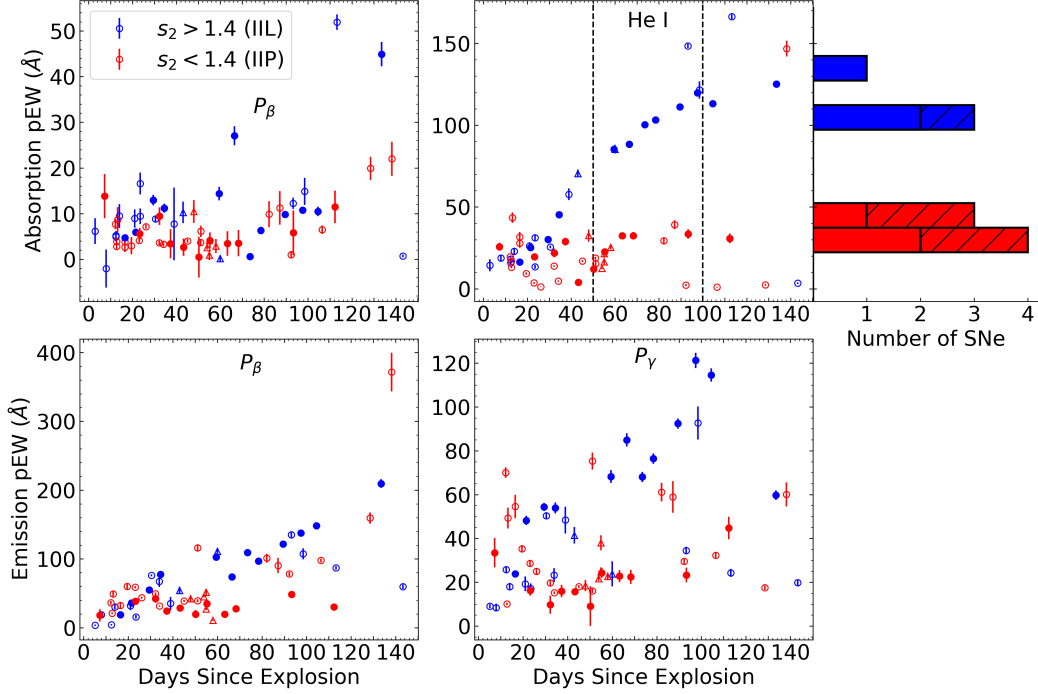 Absorption pEW (Å)
50
40
30
20
10
0
s₂ > 1.4 (IIL)
s₂ < 1.4 (IIP)
P_β
0 20 40 60 80 100 120 140
He I
150
100
50
0
0 20 40 60 80 100 120 140
1 2 3 4
Number of SNe
Emission pEW (Å)
400
300
200
100
0
P_β
0 20 40 60 80 100 120 140
Days Since Explosion
P_γ
120
100
80
60
40
20
0
0 20 40 60 80 100 120 140
Days Since Explosion